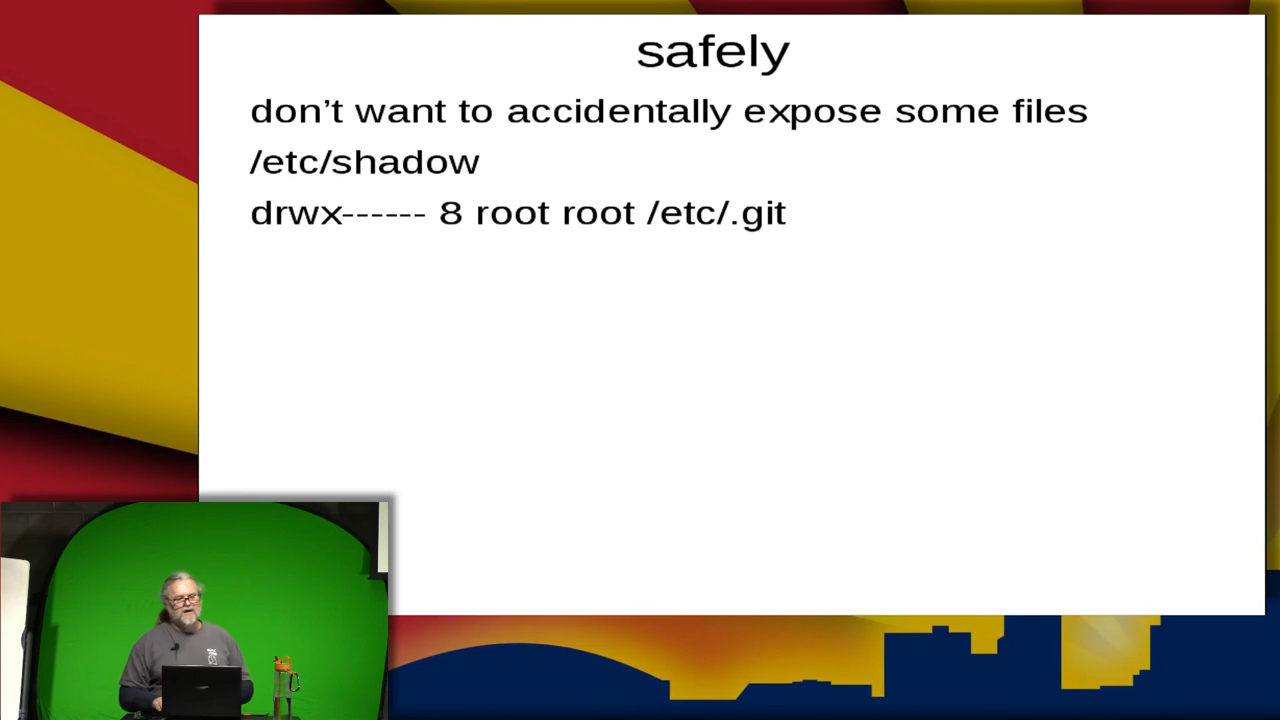 safely
don’t want to accidentally expose some files
/etc/shadow
drwx------ 8 root root /etc/.git